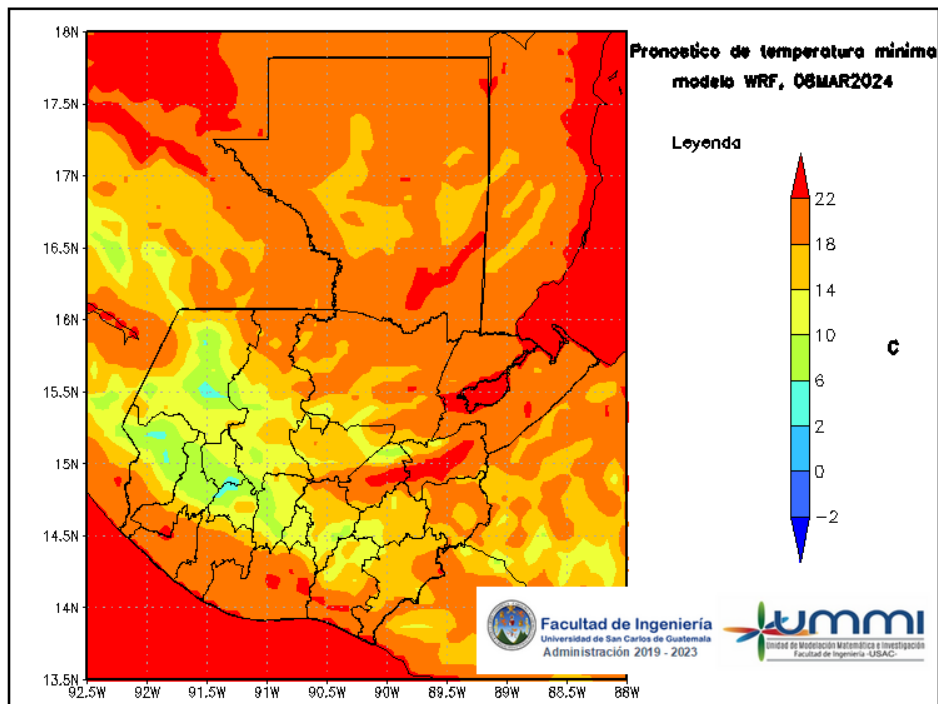 Pronostico de temperatura minima
modelo WRF, 08MAR2024
Leyenda
22
18
14
10
6
2
0
−2
C
18N
17.5N
17N
16.5N
16N
15.5N
15N
14.5N
14N
13.5N
92.5W 92W 91.5W 91W 90.5W 90W 89.5W 89W 88.5W 88W
Facultad de Ingeniería
Universidad de San Carlos de Guatemala
Administración 2019 - 2023
ummi
Unidad de Modelación Matemática e Investigación
Facultad de Ingeniería -USAC-